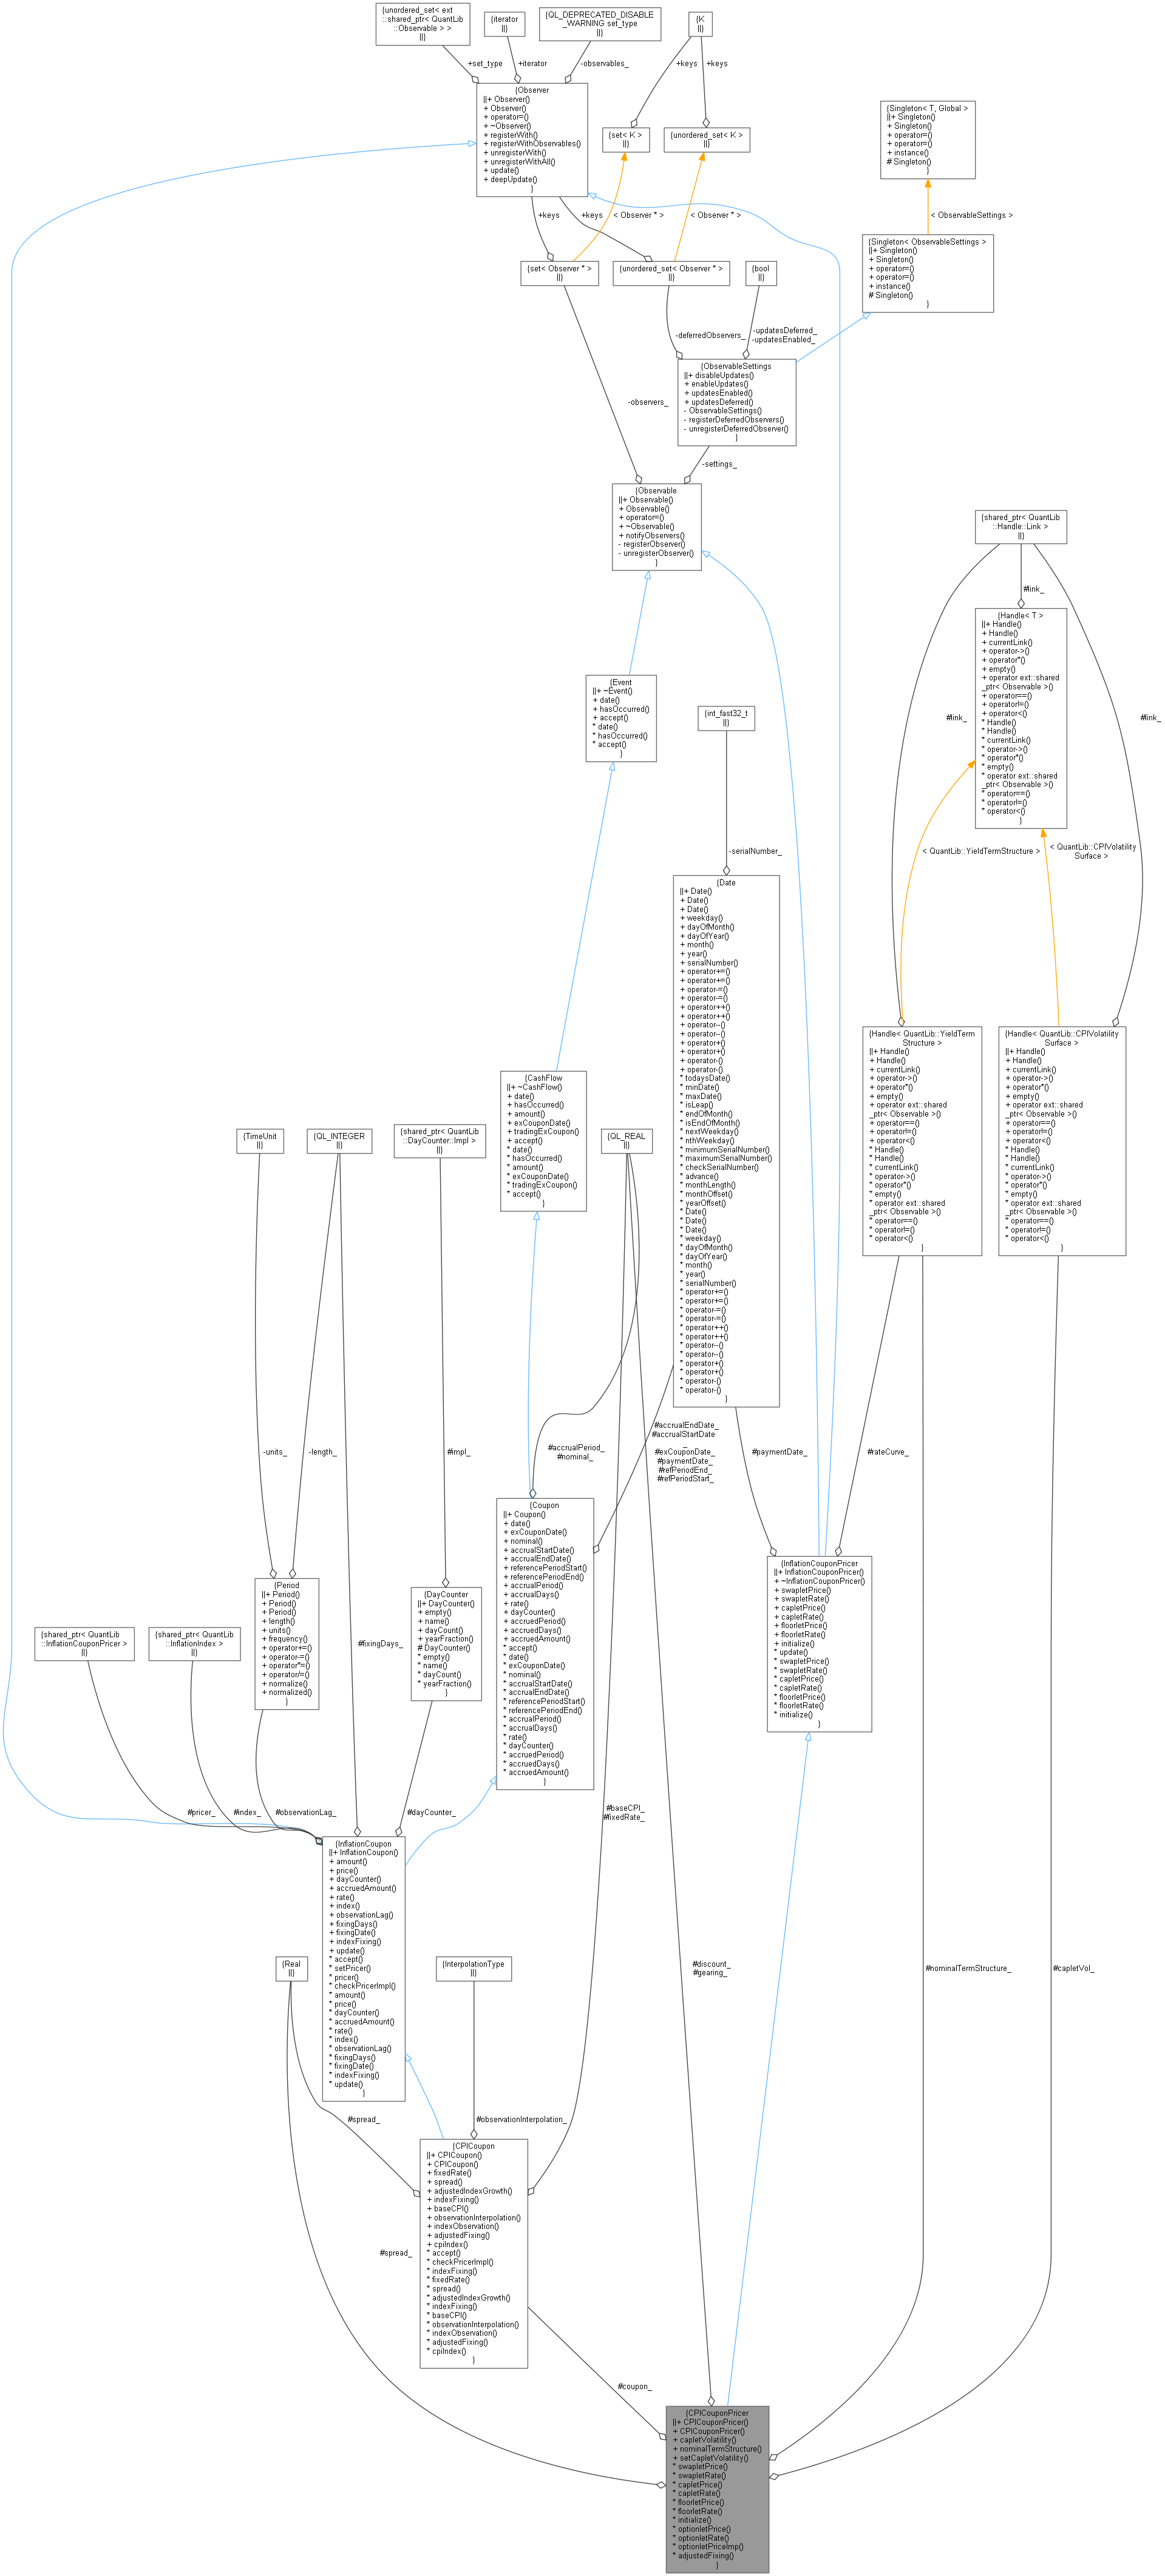 {unordered_set< ext
::shared_ptr< QuantLib
::Observable > >
||}
{iterator
||}
{QL_DEPRECATED_DISABLE
_WARNING set_type
||}
{K
||}
+set_type
+iterator
-observables_
+keys
+keys
{Observer
||+ Observer()
+ Observer()
+ operator=()
+ ~Observer()
+ registerWith()
+ registerWithObservables()
+ unregisterWith()
+ unregisterWithAll()
+ update()
+ deepUpdate()
}
{set< K >
||}
{unordered_set< K >
||}
{Singleton< T, Global >
||+ Singleton()
+ Singleton()
+ operator=()
+ operator=()
+ instance()
# Singleton()
}
+keys
+keys
< Observer * >
< Observer * >
< ObservableSettings >
{set< Observer * >
||}
{unordered_set< Observer * >
||}
{bool
||}
{Singleton< ObservableSettings >
||+ Singleton()
+ Singleton()
+ operator=()
+ operator=()
+ instance()
# Singleton()
}
-deferredObservers_
-updatesDeferred_
-updatesEnabled_
{ObservableSettings
||+ disableUpdates()
+ enableUpdates()
+ updatesEnabled()
+ updatesDeferred()
- ObservableSettings()
- registerDeferredObservers()
- unregisterDeferredObserver()
}
-observers_
-settings_
{Observable
||+ Observable()
+ Observable()
+ operator=()
+ ~Observable()
+ notifyObservers()
- registerObserver()
- unregisterObserver()
}
{shared_ptr< QuantLib
::Handle::Link >
||}
#link_
{Handle< T >
||+ Handle()
+ Handle()
+ currentLink()
+ operator->()
+ operator*()
+ empty()
+ operator ext::shared
_ptr< Observable >()
+ operator==()
+ operator!=()
+ operator<()
* Handle()
* Handle()
* currentLink()
* operator->()
* operator*()
* empty()
* operator ext::shared
_ptr< Observable >()
* operator==()
* operator!=()
* operator<()
}
{Event
||+ ~Event()
+ date()
+ hasOccurred()
+ accept()
* date()
* hasOccurred()
* accept()
}
{int_fast32_t
||}
#link_
#link_
-serialNumber_
< QuantLib::YieldTermStructure >
< QuantLib::CPIVolatility
Surface >
{Date
||+ Date()
+ Date()
+ Date()
+ weekday()
+ dayOfMonth()
+ dayOfYear()
+ month()
+ year()
+ serialNumber()
+ operator+=()
+ operator+=()
+ operator-=()
+ operator-=()
+ operator++()
+ operator++()
+ operator--()
+ operator--()
+ operator+()
+ operator+()
+ operator-()
+ operator-()
* todaysDate()
* minDate()
* maxDate()
* isLeap()
* endOfMonth()
* isEndOfMonth()
* nextWeekday()
* nthWeekday()
* minimumSerialNumber()
* maximumSerialNumber()
* checkSerialNumber()
* advance()
* monthLength()
* monthOffset()
* yearOffset()
* Date()
* Date()
* Date()
* weekday()
* dayOfMonth()
* dayOfYear()
* month()
* year()
* serialNumber()
* operator+=()
* operator+=()
* operator-=()
* operator-=()
* operator++()
* operator++()
* operator--()
* operator--()
* operator+()
* operator+()
* operator-()
* operator-()
}
{Handle< QuantLib::YieldTerm
Structure >
||+ Handle()
+ Handle()
+ currentLink()
+ operator->()
+ operator*()
+ empty()
+ operator ext::shared
_ptr< Observable >()
+ operator==()
+ operator!=()
+ operator<()
* Handle()
* Handle()
* currentLink()
* operator->()
* operator*()
* empty()
* operator ext::shared
_ptr< Observable >()
* operator==()
* operator!=()
* operator<()
}
{Handle< QuantLib::CPIVolatility
Surface >
||+ Handle()
+ Handle()
+ currentLink()
+ operator->()
+ operator*()
+ empty()
+ operator ext::shared
_ptr< Observable >()
+ operator==()
+ operator!=()
+ operator<()
* Handle()
* Handle()
* currentLink()
* operator->()
* operator*()
* empty()
* operator ext::shared
_ptr< Observable >()
* operator==()
* operator!=()
* operator<()
}
{CashFlow
||+ ~CashFlow()
+ date()
+ hasOccurred()
+ amount()
+ exCouponDate()
+ tradingExCoupon()
+ accept()
* date()
* hasOccurred()
* amount()
* exCouponDate()
* tradingExCoupon()
* accept()
}
{TimeUnit
||}
{QL_INTEGER
||}
{shared_ptr< QuantLib
::DayCounter::Impl >
||}
{QL_REAL
||}
-units_
-length_
#impl_
#accrualPeriod_
#nominal_
#accrualEndDate_
#accrualStartDate
_
#exCouponDate_
#paymentDate_
#refPeriodEnd_
#refPeriodStart_
#paymentDate_
#rateCurve_
{Coupon
||+ Coupon()
+ date()
+ exCouponDate()
+ nominal()
+ accrualStartDate()
+ accrualEndDate()
+ referencePeriodStart()
+ referencePeriodEnd()
+ accrualPeriod()
+ accrualDays()
+ rate()
+ dayCounter()
+ accruedPeriod()
+ accruedDays()
+ accruedAmount()
* accept()
* date()
* exCouponDate()
* nominal()
* accrualStartDate()
* accrualEndDate()
* referencePeriodStart()
* referencePeriodEnd()
* accrualPeriod()
* accrualDays()
* rate()
* dayCounter()
* accruedPeriod()
* accruedDays()
* accruedAmount()
}
{InflationCouponPricer
||+ InflationCouponPricer()
+ ~InflationCouponPricer()
+ swapletPrice()
+ swapletRate()
+ capletPrice()
+ capletRate()
+ floorletPrice()
+ floorletRate()
+ initialize()
* update()
* swapletPrice()
* swapletRate()
* capletPrice()
* capletRate()
* floorletPrice()
* floorletRate()
* initialize()
}
{Period
||+ Period()
+ Period()
+ Period()
+ length()
+ units()
+ frequency()
+ operator+=()
+ operator-=()
+ operator*=()
+ operator/=()
+ normalize()
+ normalized()
}
{DayCounter
||+ DayCounter()
+ empty()
+ name()
+ dayCount()
+ yearFraction()
# DayCounter()
* empty()
* name()
* dayCount()
* yearFraction()
}
{shared_ptr< QuantLib
::InflationCouponPricer >
||}
{shared_ptr< QuantLib
::InflationIndex >
||}
#fixingDays_
#pricer_
#index_
#observationLag_
#dayCounter_
#baseCPI_
#fixedRate_
{InflationCoupon
||+ InflationCoupon()
+ amount()
+ price()
+ dayCounter()
+ accruedAmount()
+ rate()
+ index()
+ observationLag()
+ fixingDays()
+ fixingDate()
+ indexFixing()
+ update()
* accept()
* setPricer()
* pricer()
* checkPricerImpl()
* amount()
* price()
* dayCounter()
* accruedAmount()
* rate()
* index()
* observationLag()
* fixingDays()
* fixingDate()
* indexFixing()
* update()
}
{Real
||}
{InterpolationType
||}
#discount_
#gearing_
#nominalTermStructure_
#capletVol_
#spread_
#observationInterpolation_
{CPICoupon
||+ CPICoupon()
+ CPICoupon()
+ fixedRate()
+ spread()
+ adjustedIndexGrowth()
+ indexFixing()
+ baseCPI()
+ observationInterpolation()
+ indexObservation()
+ adjustedFixing()
+ cpiIndex()
* accept()
* checkPricerImpl()
* indexFixing()
* fixedRate()
* spread()
* adjustedIndexGrowth()
* indexFixing()
* baseCPI()
* observationInterpolation()
* indexObservation()
* adjustedFixing()
* cpiIndex()
}
#spread_
#coupon_
{CPICouponPricer
||+ CPICouponPricer()
+ CPICouponPricer()
+ capletVolatility()
+ nominalTermStructure()
+ setCapletVolatility()
* swapletPrice()
* swapletRate()
* capletPrice()
* capletRate()
* floorletPrice()
* floorletRate()
* initialize()
* optionletPrice()
* optionletRate()
* optionletPriceImp()
* adjustedFixing()
}